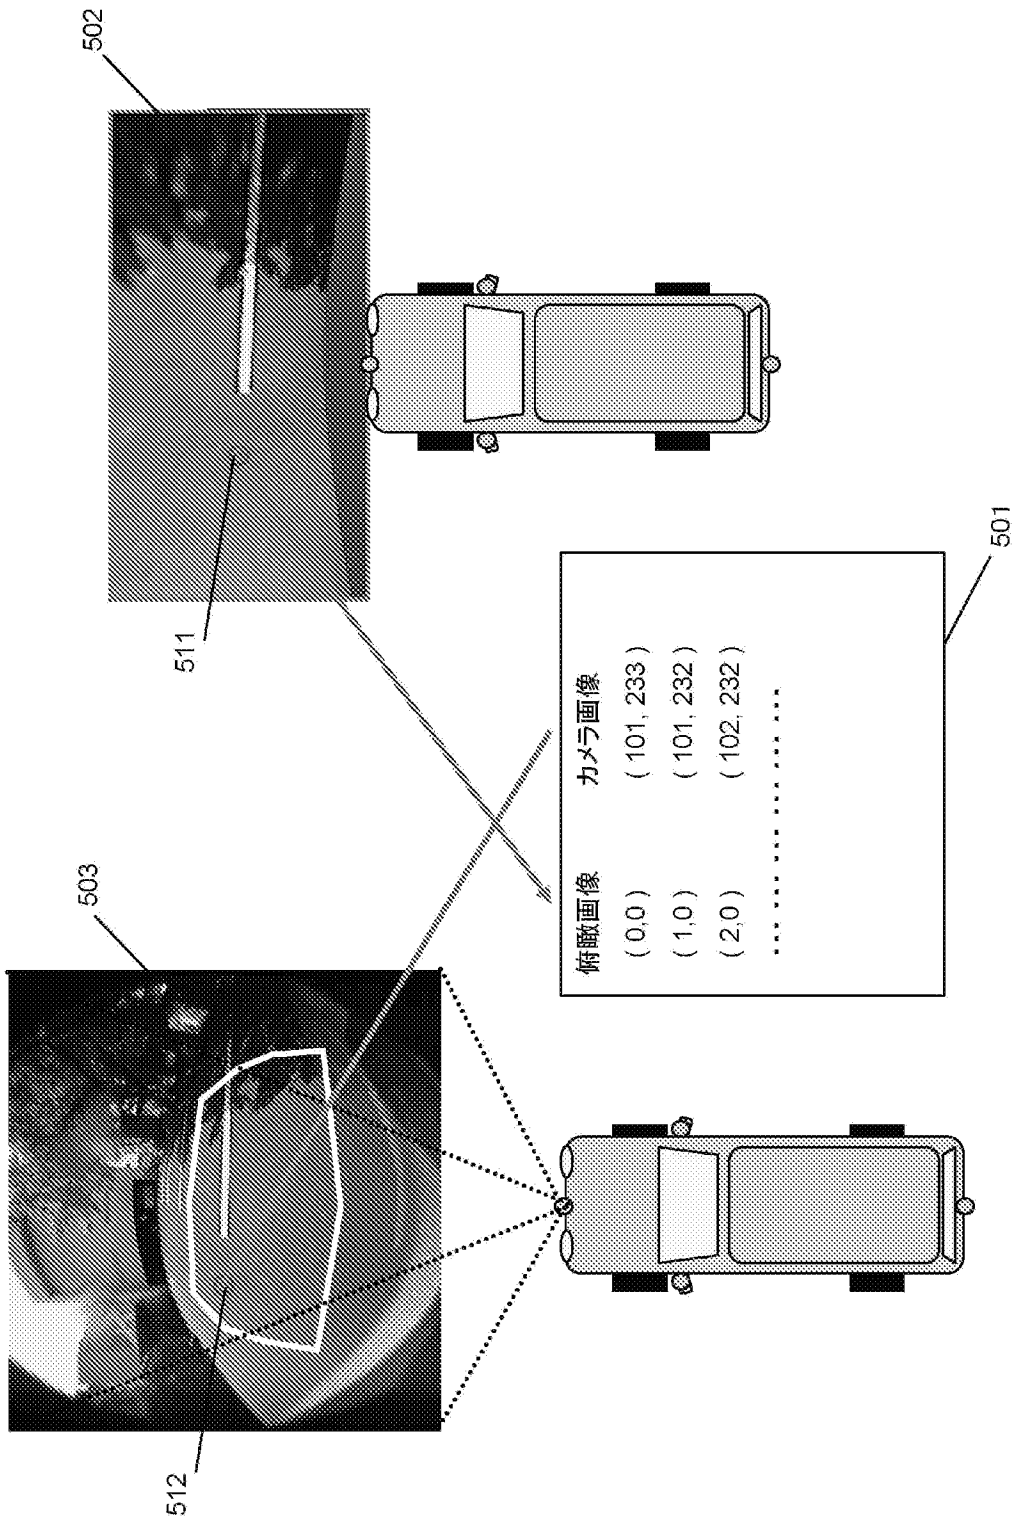 503
502
512
511
俯瞰画像 カメラ画像
( 0,0 ) ( 101, 233 )
( 1,0 ) ( 101, 232 )
( 2,0 ) ( 102, 232 )
... ... ... ... ... ...
501